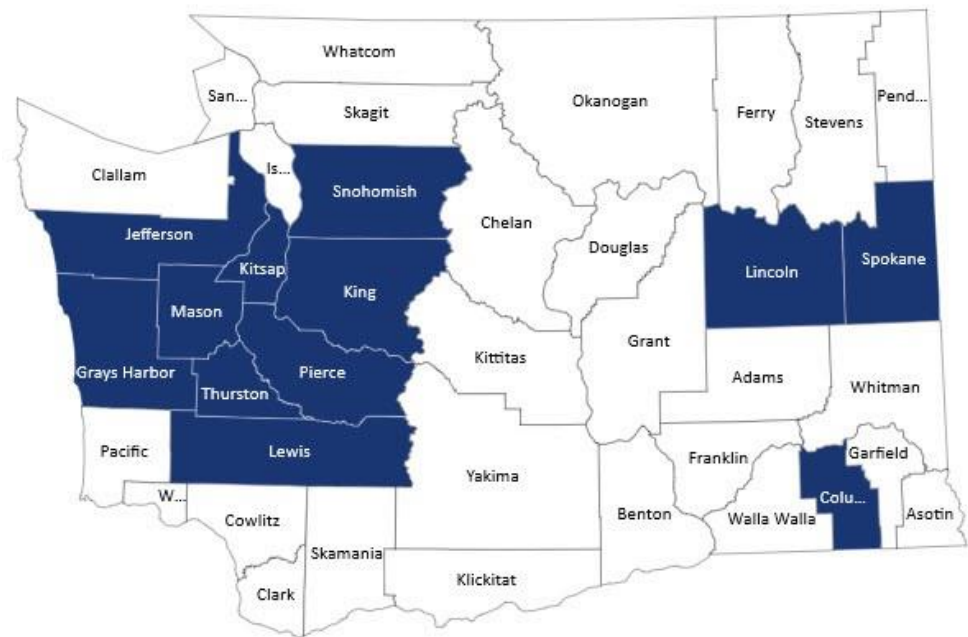 Whatcom
San...
Okanogan
Ferry
Stevens
Pend...
Skagit
Clallam
Is...
Snohomish
Jefferson
Chelan
Douglas
Kitsap
Lincoln
Spokane
King
Mason
Grant
Kittitas
Grays Harbor
Pierce
Adams
Thurston
Whitman
Pacific
Lewis
Franklin
Garfield
Yakima
W...
Colu...
Cowlitz
Benton
Walla Walla
Asotin
Skamania
Klickitat
Clark